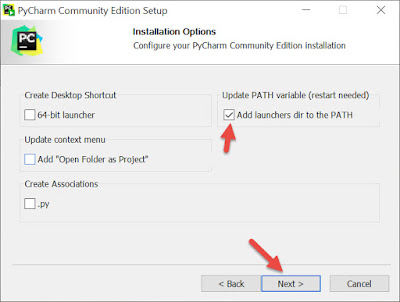 PyCharm Community Edition Setup
PC
Installation Options
Configure your PyCharm Community Edition installation
Create Desktop Shortcut
64-bit launcher
Update PATH variable (restart needed)
Add launchers dir to the PATH
Update context menu
Add "Open Folder as Project"
Create Associations
.py
< Back
Next >
Cancel